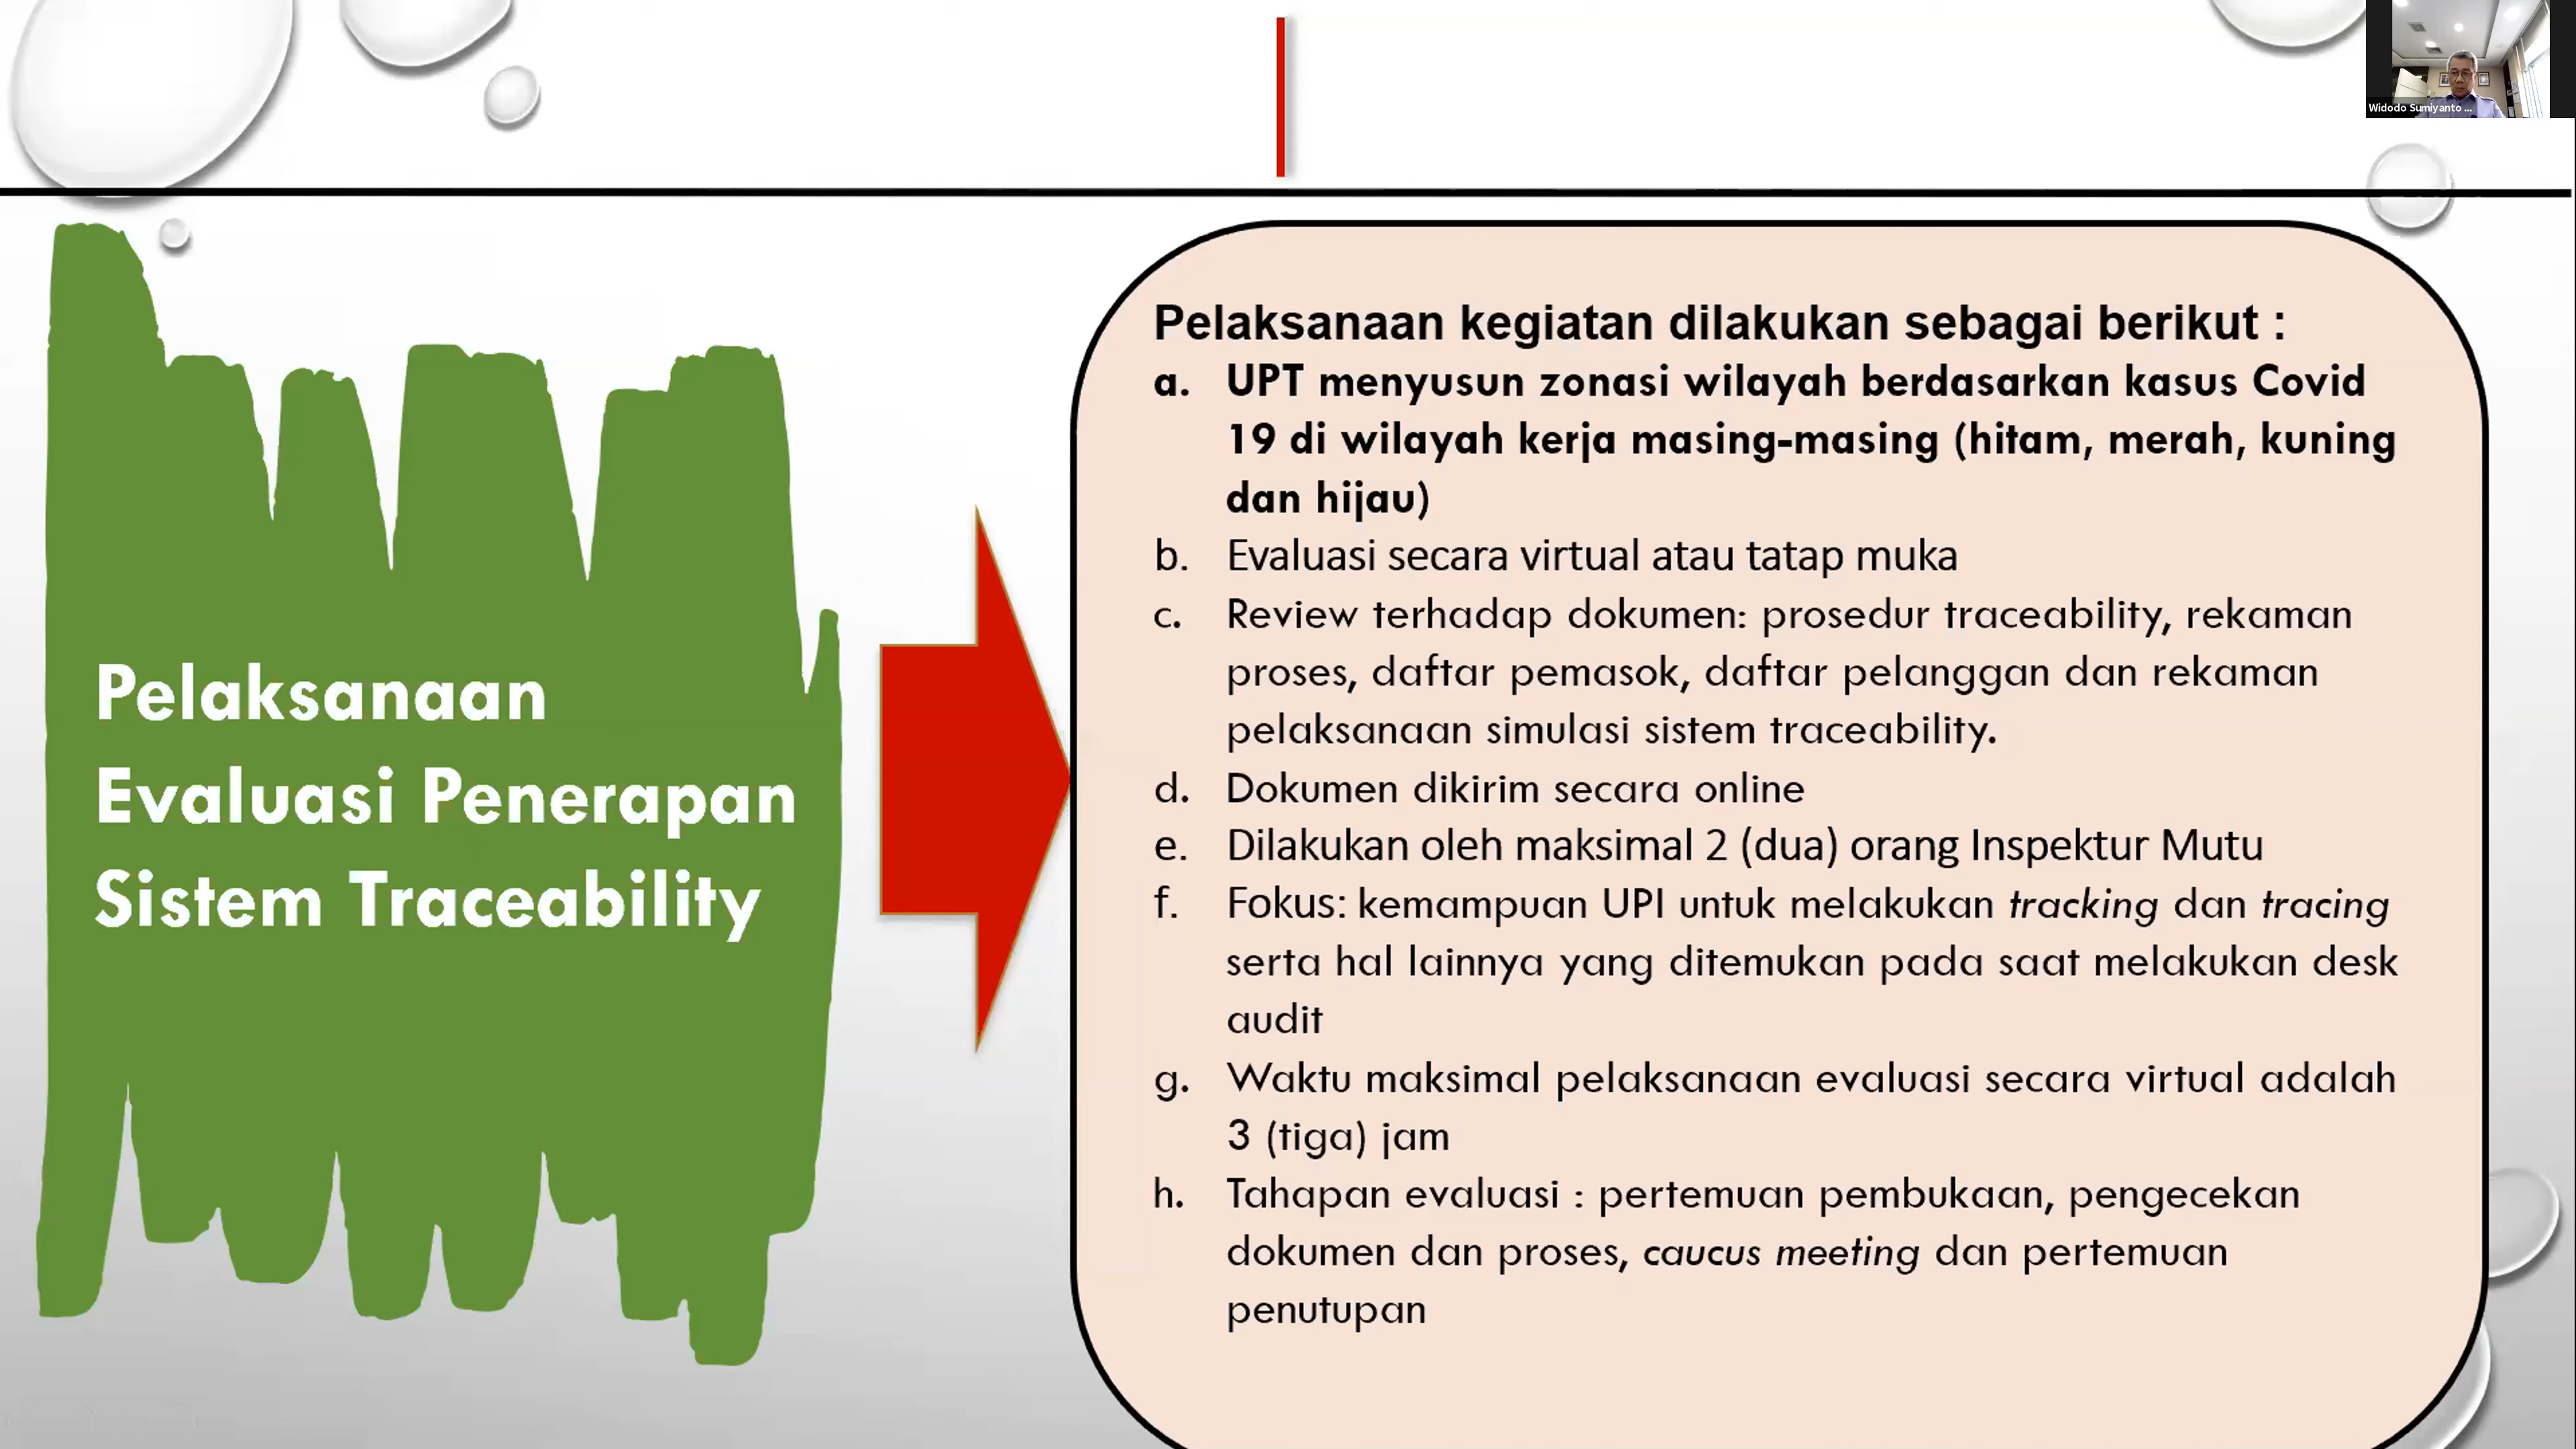 Widodo Sumiyanto ...
Pelaksanaan
Evaluasi Penerapan
Sistem Traceability
Pelaksanaan kegiatan dilakukan sebagai berikut :
a. UPT menyusun zonasi wilayah berdasarkan kasus Covid
19 di wilayah kerja masing-masing (hitam, merah, kuning
dan hijau)
b. Evaluasi secara virtual atau tatap muka
c. Review terhadap dokumen: prosedur traceability, rekaman
proses, daftar pemasok, daftar pelanggan dan rekaman
pelaksanaan simulasi sistem traceability.
d. Dokumen dikirim secara online
e. Dilakukan oleh maksimal 2 (dua) orang Inspektur Mutu
f. Fokus: kemampuan UPI untuk melakukan tracking dan tracing
serta hal lainnya yang ditemukan pada saat melakukan desk
audit
g. Waktu maksimal pelaksanaan evaluasi secara virtual adalah
3 (tiga) jam
h. Tahapan evaluasi : pertemuan pembukaan, pengecekan
dokumen dan proses, caucus meeting dan pertemuan
penutupan